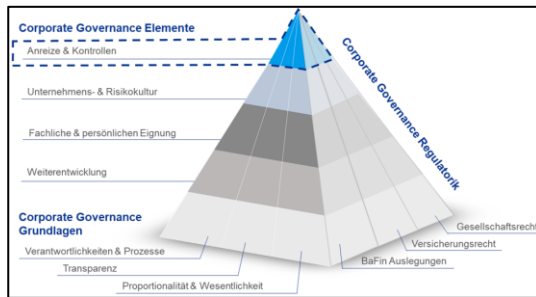 Corporate Governance Elemente
Anreize & Kontrollen
Unternehmens- & Risikokultur
Fachliche & persönlichen Eignung
Weiterentwicklung
Corporate Governance
Grundlagen
Verantwortlichkeiten & Prozesse
Transparenz
Proportionalität & Wesentlichkeit
Corporate Governance Regulatorik
Gesellschaftsrecht
Versicherungsrecht
BaFin Auslegungen